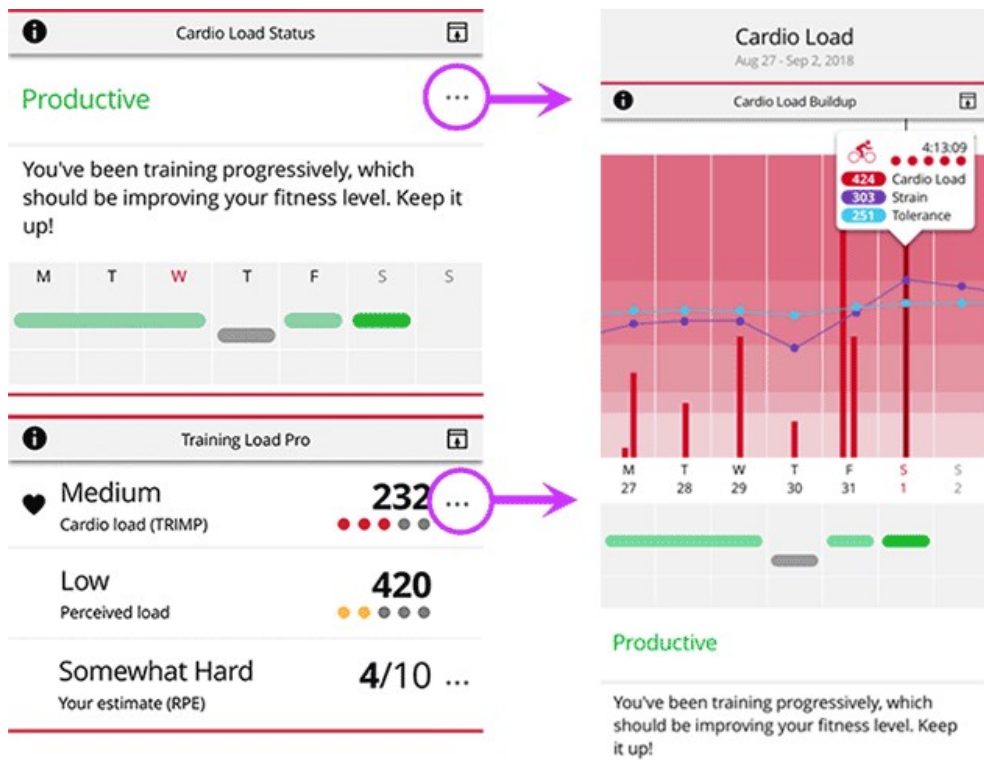 Cardio Load Status
Productive
...
You've been training progressively, which
should be improving your fitness level. Keep it
up!
M T W T F S S
Training Load Pro
Medium 232 ...
Cardio load (TRIMP)
Low 420
Perceived load
Somewhat Hard 4/10 ...
Your estimate (RPE)
Cardio Load
Aug 27 - Sep 2, 2018
Cardio Load Buildup
4:13:09
424 Cardio Load
303 Strain
251 Tolerance
M T W T F S S
27 28 29 30 31 1 2
Productive
You've been training progressively, which
should be improving your fitness level. Keep
it up!